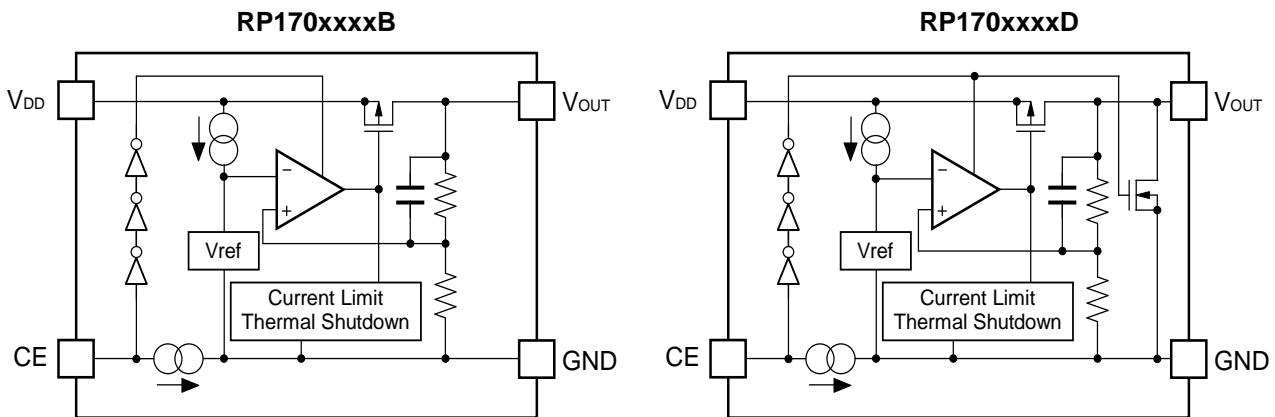 RP170xxxxB
RP170xxxxD
VDD
VOUT
−
+
Vref
Current Limit
Thermal Shutdown
CE
GND
VDD
VOUT
−
+
Vref
Current Limit
Thermal Shutdown
CE
GND